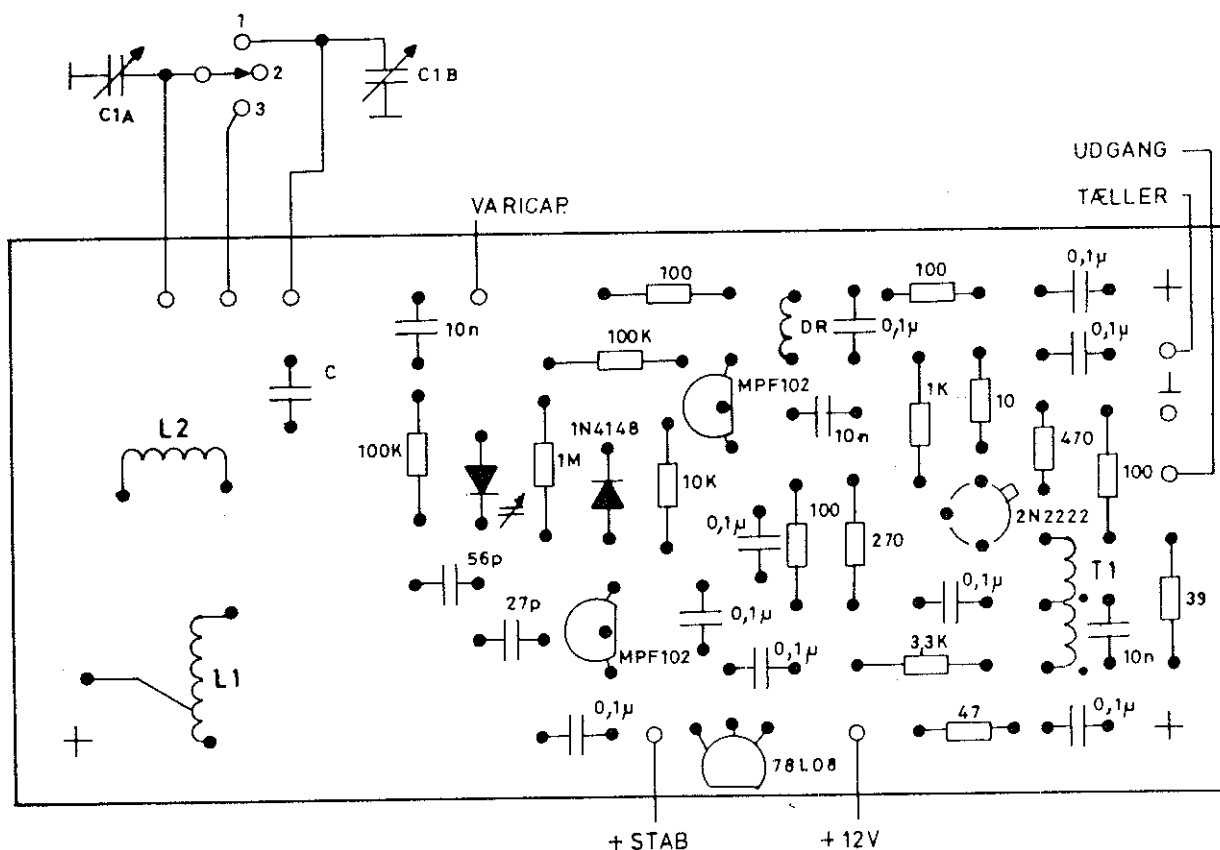 1
2
3
C1A
C1B
UDGANG
TÆLLER
VARICAP.
100
100
0,1µ
10n
DR
0,1µ
0,1µ
100K
C
MPF102
1K
10
L2
100K
1M
1N4148
10K
10n
470
100
0,1µ
100
270
2N2222
56p
27p
0,1µ
0,1µ
T1
39
MPF102
0,1µ
3,3K
10n
L1
0,1µ
47
0,1µ
78L08
+ STAB
+ 12V